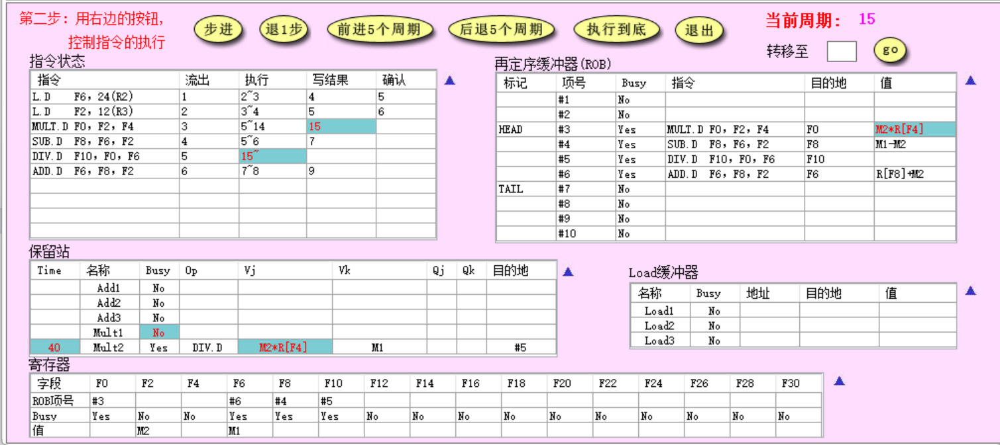 第二步：用右边的按钮,
控制指令的执行
步进 退1步 前进5个周期 后退5个周期 执行到底 退出
当前周期： 15
转移至 go
指令状态
指令 流出 执行 写结果 确认
L.D F6, 24(R2) 1 2~3 4 5
L.D F2, 12(R3) 2 3~4 5 6
MULT.D F0, F2, F4 3 5~14 15
SUB.D F8, F6, F2 4 5~6 7
DIV.D F10, F0, F6 5 15~
ADD.D F6, F8, F2 6 7~8 9
再定序缓冲器(ROB)
标记 项号 Busy 指令 目的地 值
#1 No
#2 No
HEAD #3 Yes MULT.D F0, F2, F4 F0 M2*R[F4]
#4 Yes SUB.D F8, F6, F2 F8 M1-M2
#5 Yes DIV.D F10, F0, F6 F10
#6 Yes ADD.D F6, F8, F2 F6 R[F8]+M2
TAIL #7 No
#8 No
#9 No
#10 No
保留站
Time 名称 Busy Op Vj Vk Qj Qk 目的地
Add1 No
Add2 No
Add3 No
Mult1 No
40 Mult2 Yes DIV.D M2*R[F4] M1 #5
Load缓冲器
名称 Busy 地址 目的地 值
Load1 No
Load2 No
Load3 No
寄存器
字段 F0 F2 F4 F6 F8 F10 F12 F14 F16 F18 F20 F22 F24 F26 F28 F30
ROB项号 #3 #6 #4 #5
Busy Yes No No Yes Yes Yes No No No No No No No No No No
值 M2 M1